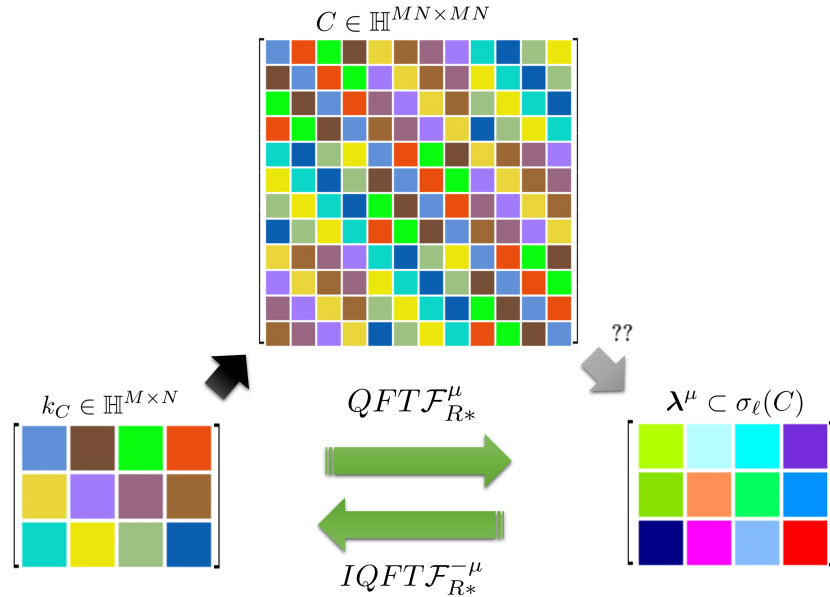 C ∈ ℍ^{MN×MN}
??
k_C ∈ ℍ^{M×N}
QFT𝓕^μ_{R*}
λ^μ ⊂ σ_ℓ(C)
IQFT𝓕^{-μ}_{R*}